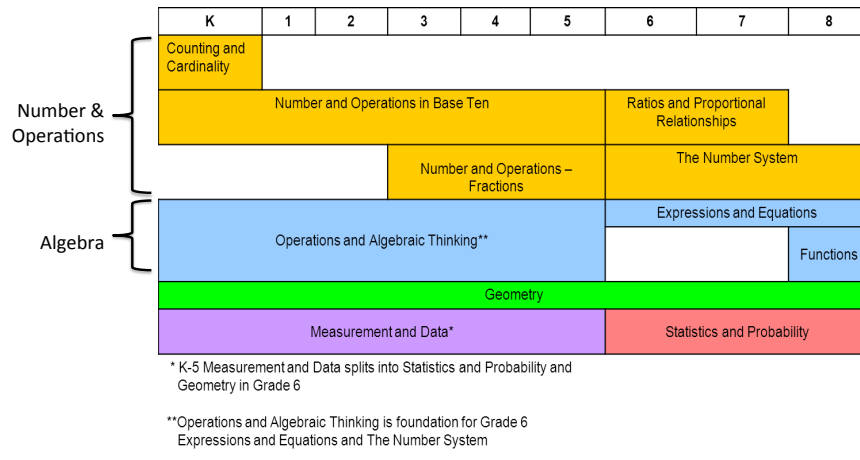 K 1 2 3 4 5 6 7 8
Counting and
Cardinality
Number &
Operations
Number and Operations in Base Ten
Ratios and Proportional
Relationships
Number and Operations –
Fractions
The Number System
Algebra
Operations and Algebraic Thinking**
Expressions and Equations
Functions
Geometry
Measurement and Data*
Statistics and Probability
* K-5 Measurement and Data splits into Statistics and Probability and
Geometry in Grade 6
**Operations and Algebraic Thinking is foundation for Grade 6
Expressions and Equations and The Number System